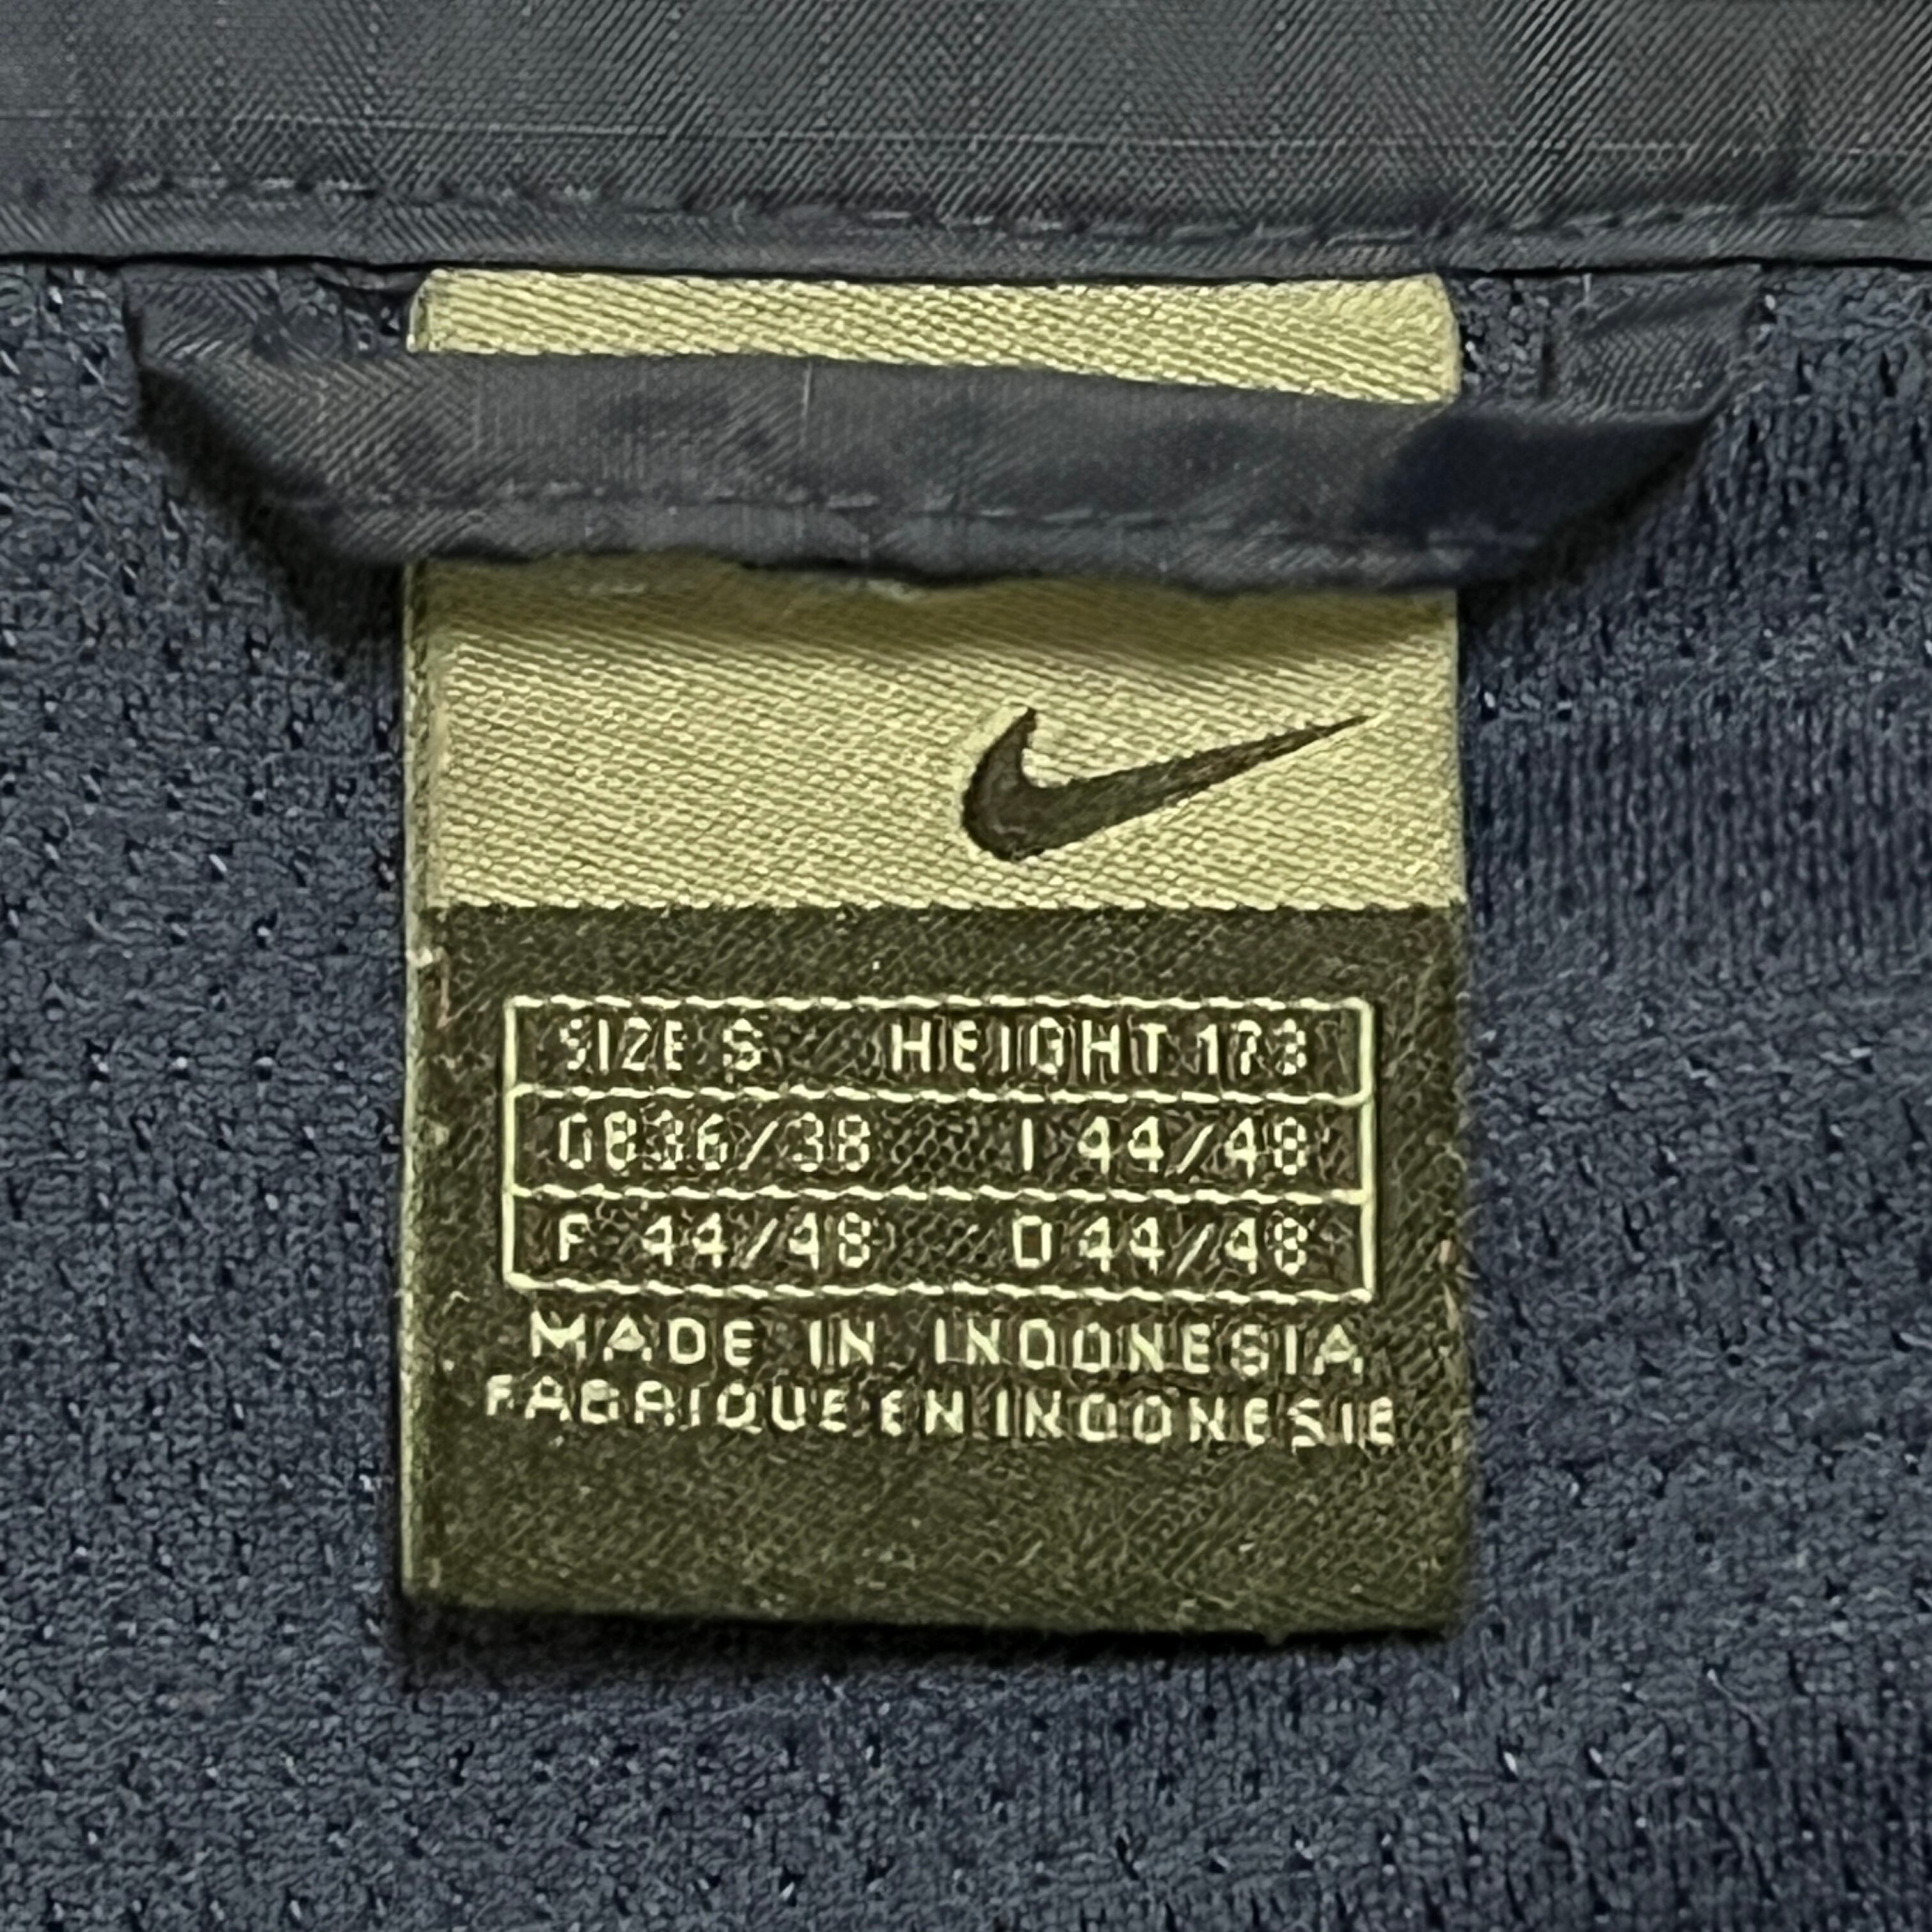 SIZE S HEIGHT 173
GB36/38 I 44/48
F 44/48 D 44/48
MADE IN INDONESIA
FABRIQUE EN INDONESIE